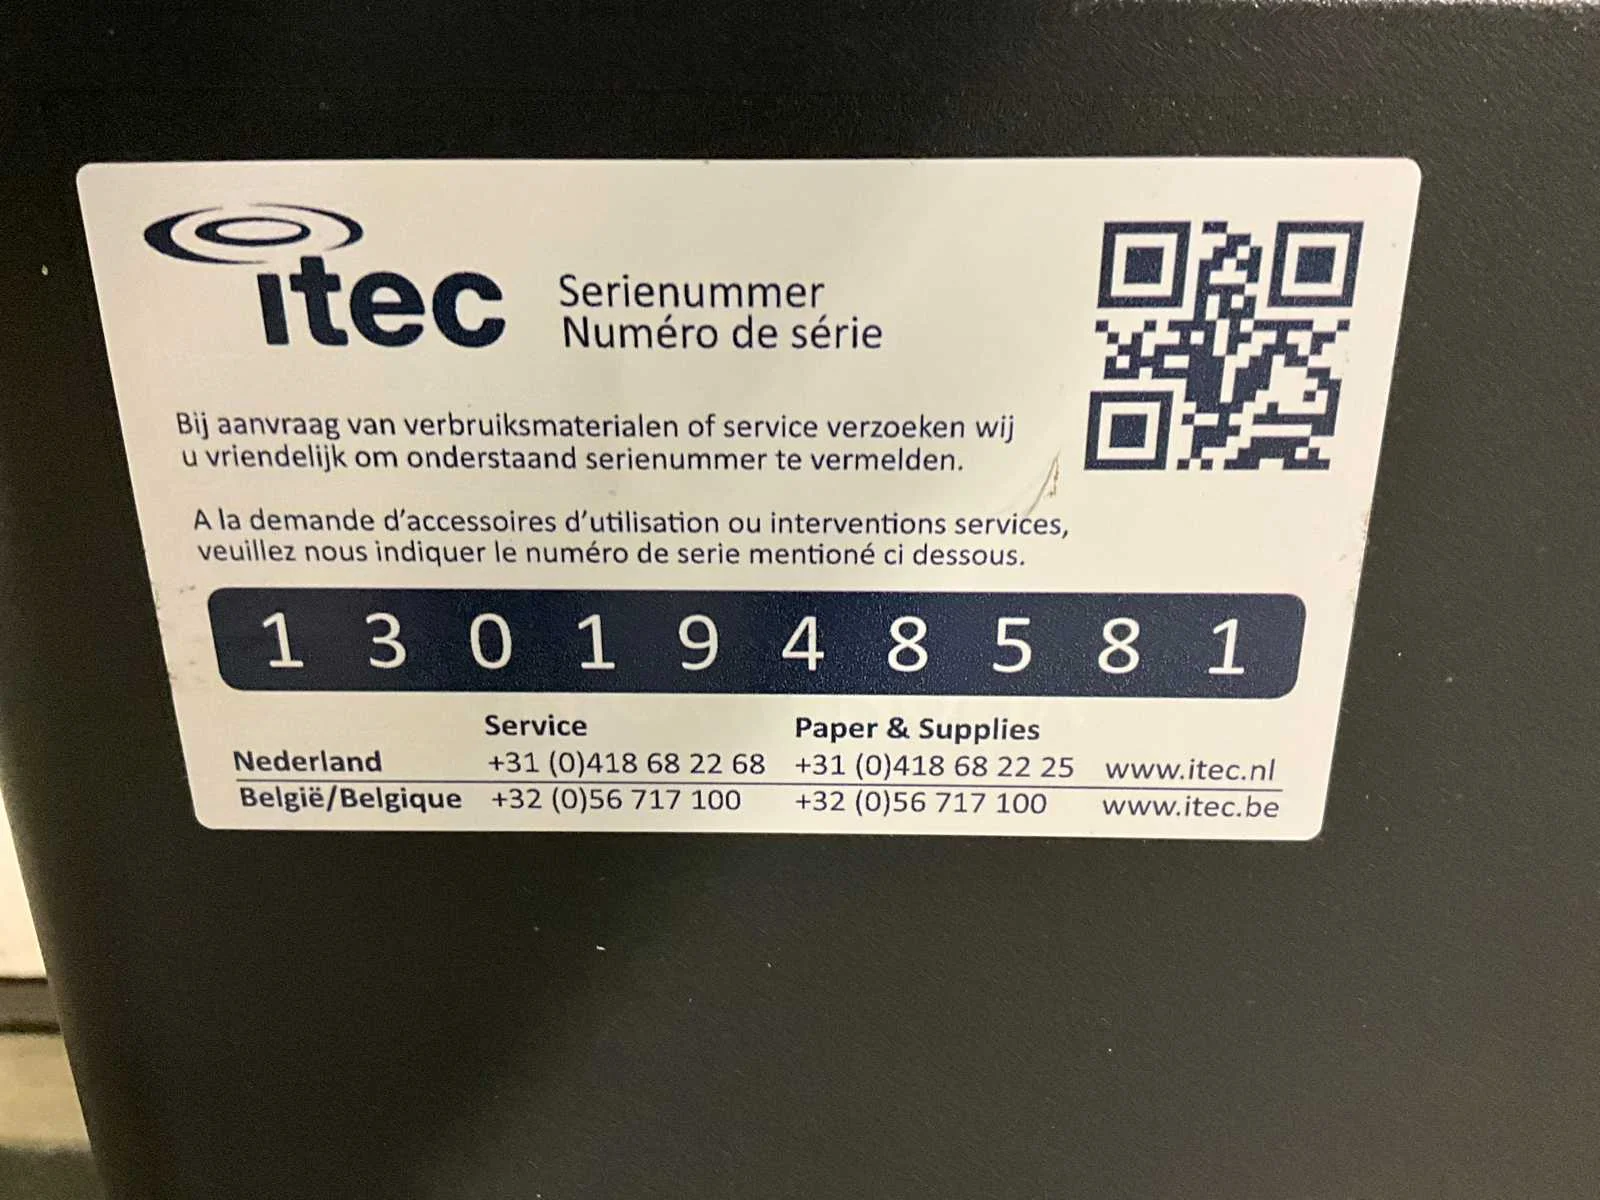 itec
Serienummer
Numéro de série
Bij aanvraag van verbruiksmaterialen of service verzoeken wij
u vriendelijk om onderstaand serienummer te vermelden.
A la demande d'accessoires d'utilisation ou interventions services,
veuillez nous indiquer le numéro de serie mentioné ci dessous.
1 3 0 1 9 4 8 5 8 1
Service Paper & Supplies
Nederland +31 (0)418 68 22 68 +31 (0)418 68 22 25 www.itec.nl
België/Belgique +32 (0)56 717 100 +32 (0)56 717 100 www.itec.be